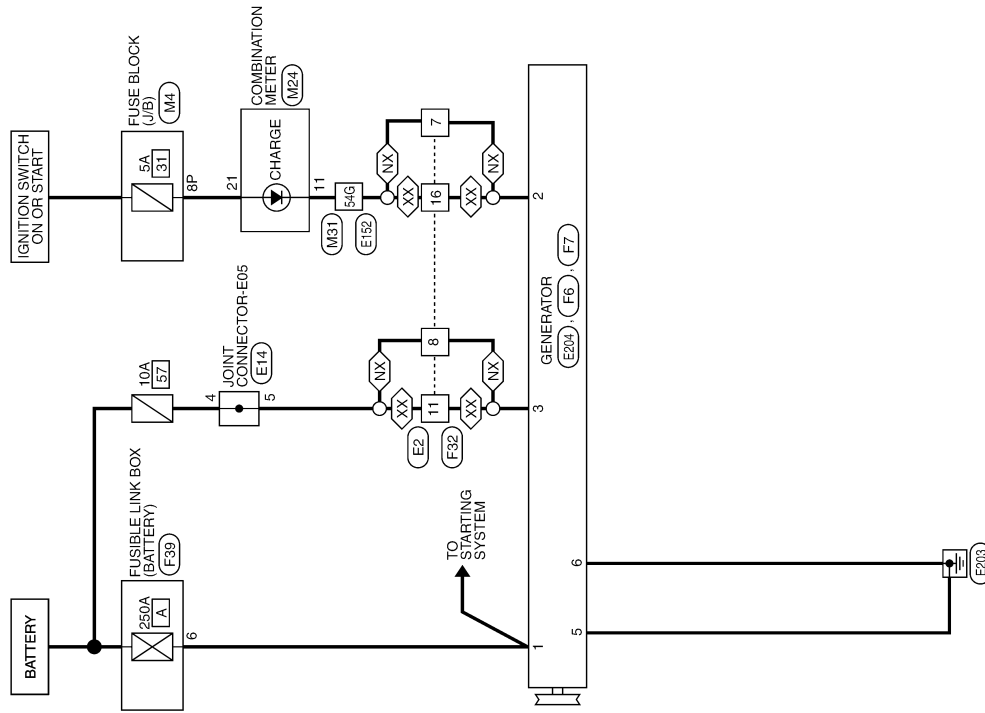 BATTERY
IGNITION SWITCH
ON OR START
FUSIBLE LINK BOX
(BATTERY)
F39
250A
A
6
10A
57
4
JOINT
CONNECTOR-E05
E14
5
FUSE BLOCK
(J/B)
M4
5A
31
8P
21
COMBINATION
METER
M24
CHARGE
11
M31
54G
E152
TO
STARTING
SYSTEM
E2
F32
XX
NX
11
8
XX
NX
XX
NX
16
7
XX
NX
1
3
2
GENERATOR
E204 , F6 , F7
5
6
E203